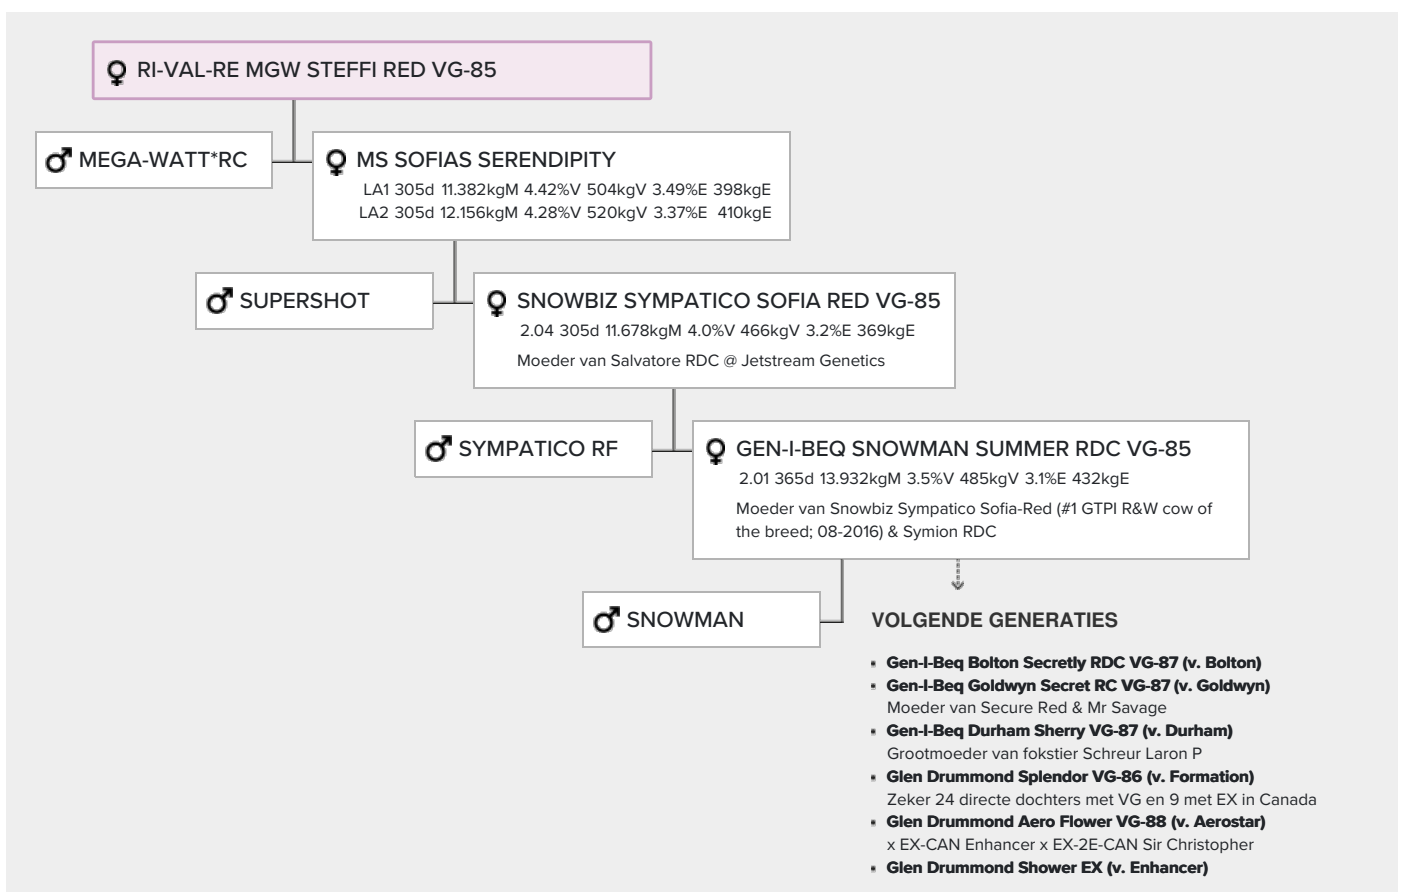 RI-VAL-RE MGW STEFFI RED VG-85
MEGA-WATT*RC
MS SOFIAS SERENDIPITY
LA1 305d 11.382kgM 4.42%V 504kgV 3.49%E 398kgE
LA2 305d 12.156kgM 4.28%V 520kgV 3.37%E 410kgE
SUPERSHOT
SNOWBIZ SYMPATICO SOFIA RED VG-85
2.04 305d 11.678kgM 4.0%V 466kgV 3.2%E 369kgE
Moeder van Salvatore RDC @ Jetstream Genetics
SYMPATICO RF
GEN-I-BEQ SNOWMAN SUMMER RDC VG-85
2.01 365d 13.932kgM 3.5%V 485kgV 3.1%E 432kgE
Moeder van Snowbiz Sympatico Sofia-Red (#1 GTPI R&W cow of
the breed; 08-2016) & Symion RDC
SNOWMAN
VOLGENDE GENERATIES
Gen-I-Beq Bolton Secretly RDC VG-87 (v. Bolton)
Gen-I-Beq Goldwyn Secret RC VG-87 (v. Goldwyn)
Moeder van Secure Red & Mr Savage
Gen-I-Beq Durham Sherry VG-87 (v. Durham)
Grootmoeder van fokstier Schreur Laron P
Glen Drummond Splendor VG-86 (v. Formation)
Zeker 24 directe dochters met VG en 9 met EX in Canada
Glen Drummond Aero Flower VG-88 (v. Aerostar)
x EX-CAN Enhancer x EX-2E-CAN Sir Christopher
Glen Drummond Shower EX (v. Enhancer)